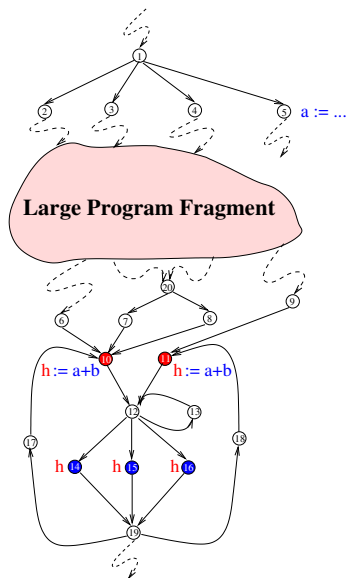 1
2 3 4 5 a := ...
Large Program Fragment
20
9
6 7 8
10 11
h := a+b h := a+b
12 13
17 18
h 14 h 15 h 16
19